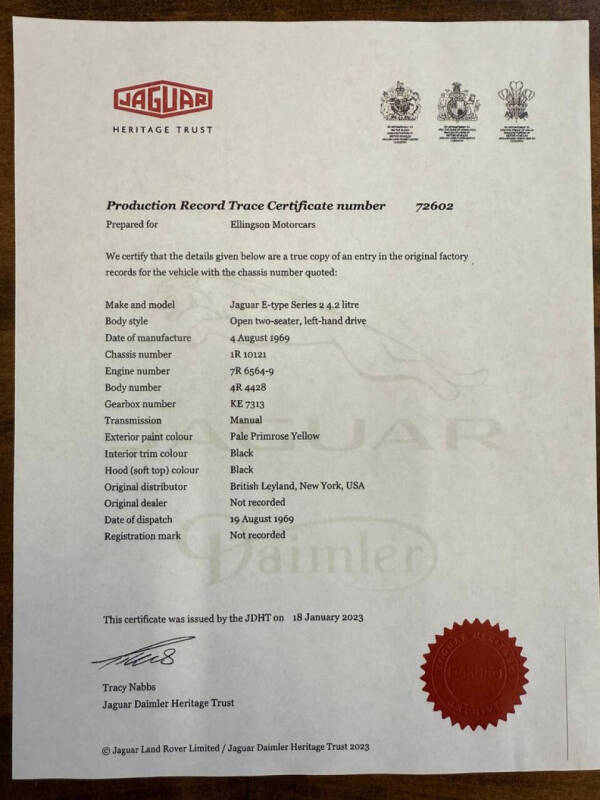 JAGUAR
HERITAGE TRUST
Production Record Trace Certificate number 72602
Prepared for Ellingson Motorcars
We certify that the details given below are a true copy of an entry in the original factory
records for the vehicle with the chassis number quoted:
Make and model Jaguar E-type Series 2 4.2 litre
Body style Open two-seater, left-hand drive
Date of manufacture 4 August 1969
Chassis number 1R 10121
Engine number 7R 6564-9
Body number 4R 4428
Gearbox number KE 7313
Transmission Manual
Exterior paint colour Pale Primrose Yellow
JAGUAR
Interior trim colour Black
Hood (soft top) colour Black
Original distributor British Leyland, New York, USA
Original dealer Not recorded
Date of dispatch 19 August 1969
Registration mark Not recorded
Daimler
This certificate was issued by the JDHT on 18 January 2023
Tracy Nabbs
Jaguar Daimler Heritage Trust
JAGUAR HERITAGE
ARCHIVE
© Jaguar Land Rover Limited / Jaguar Daimler Heritage Trust 2023